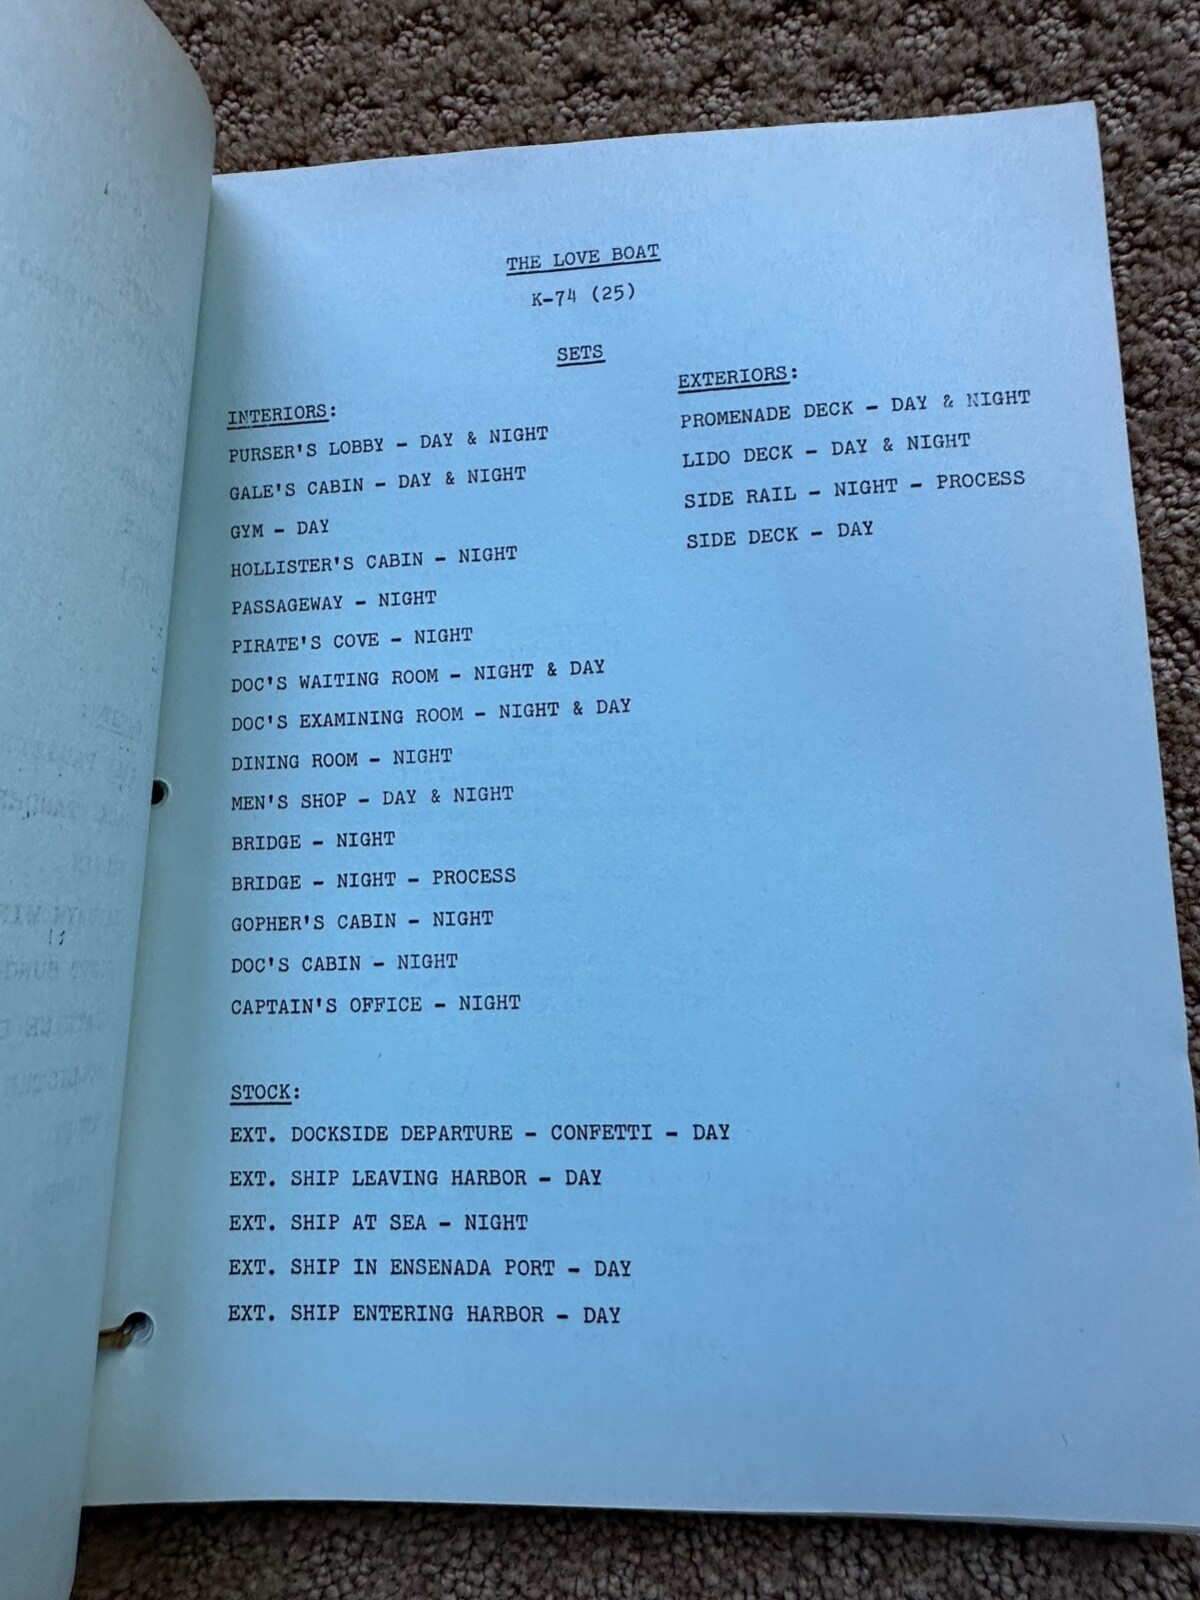 THE LOVE BOAT
K-74 (25)
SETS
INTERIORS:
PURSER'S LOBBY - DAY & NIGHT
GALE'S CABIN - DAY & NIGHT
GYM - DAY
HOLLISTER'S CABIN - NIGHT
PASSAGEWAY - NIGHT
PIRATE'S COVE - NIGHT
DOC'S WAITING ROOM - NIGHT & DAY
DOC'S EXAMINING ROOM - NIGHT & DAY
DINING ROOM - NIGHT
MEN'S SHOP - DAY & NIGHT
BRIDGE - NIGHT
BRIDGE - NIGHT - PROCESS
GOPHER'S CABIN - NIGHT
DOC'S CABIN - NIGHT
CAPTAIN'S OFFICE - NIGHT
EXTERIORS:
PROMENADE DECK - DAY & NIGHT
LIDO DECK - DAY & NIGHT
SIDE RAIL - NIGHT - PROCESS
SIDE DECK - DAY
STOCK:
EXT. DOCKSIDE DEPARTURE - CONFETTI - DAY
EXT. SHIP LEAVING HARBOR - DAY
EXT. SHIP AT SEA - NIGHT
EXT. SHIP IN ENSENADA PORT - DAY
EXT. SHIP ENTERING HARBOR - DAY